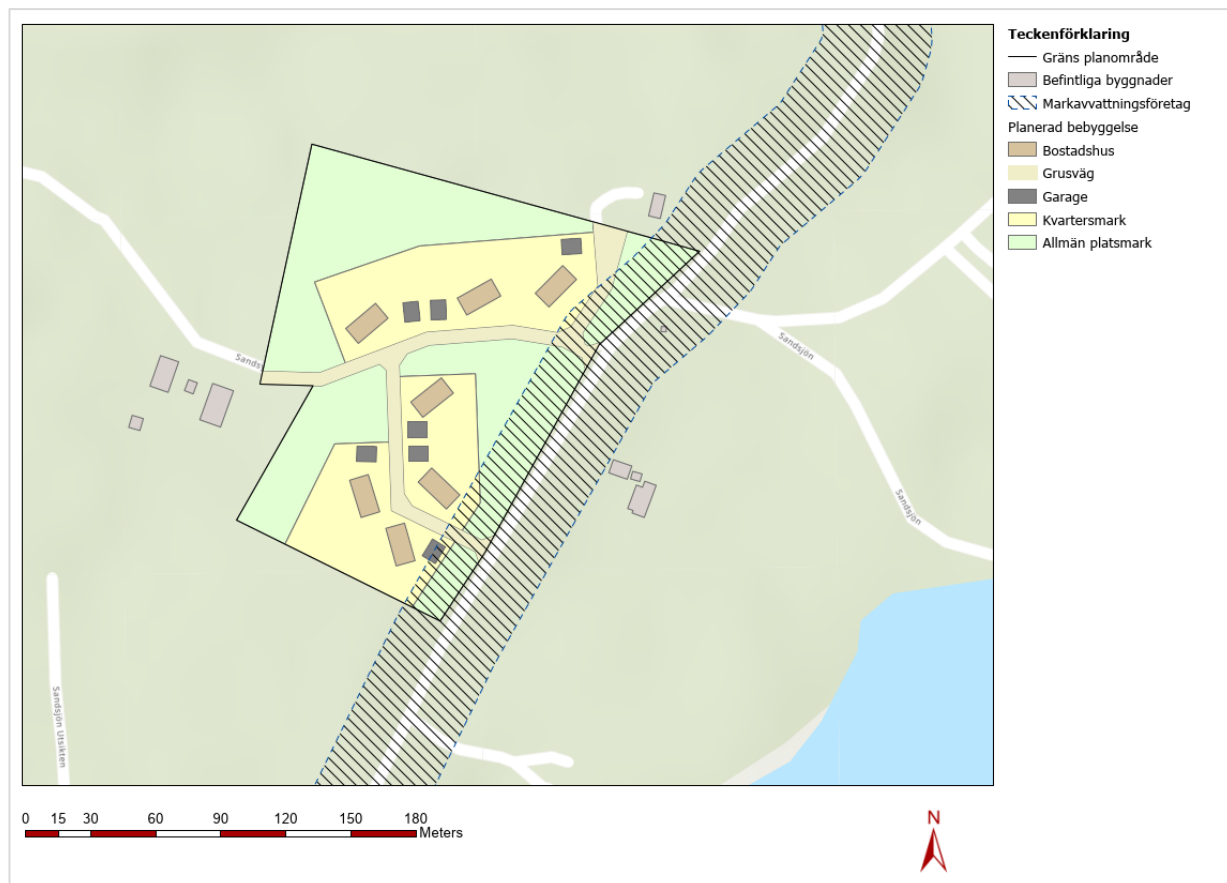 Teckenförklaring
Gräns planområde
Befintliga byggnader
Markavvattningsföretag
Planerad bebyggelse
Bostadshus
Grusväg
Garage
Kvartersmark
Allmän platsmark
Sandsjön
Sandsjön
Sandsjön Utsikten
0 15 30 60 90 120 150 180
Meters
N